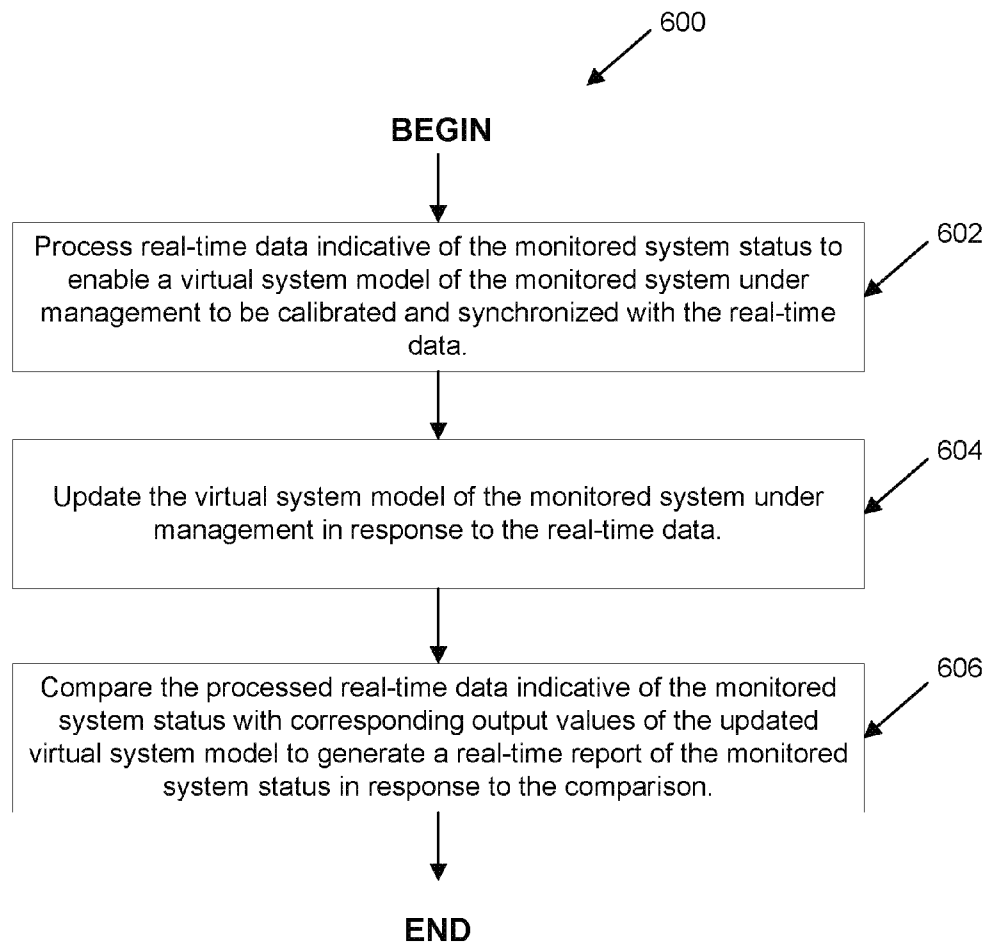 600
BEGIN
602
Process real-time data indicative of the monitored system status to
enable a virtual system model of the monitored system under
management to be calibrated and synchronized with the real-time
data.
604
Update the virtual system model of the monitored system under
management in response to the real-time data.
606
Compare the processed real-time data indicative of the monitored
system status with corresponding output values of the updated
virtual system model to generate a real-time report of the monitored
system status in response to the comparison.
END